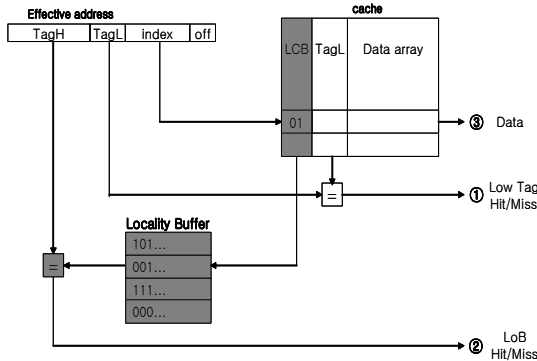 cache
Effective address
TagH TagL index off
LCB TagL Data array
01
③ Data
① Low Tag
Hit/Miss
=
Locality Buffer
101...
= 001...
111...
000...
② LoB
Hit/Miss